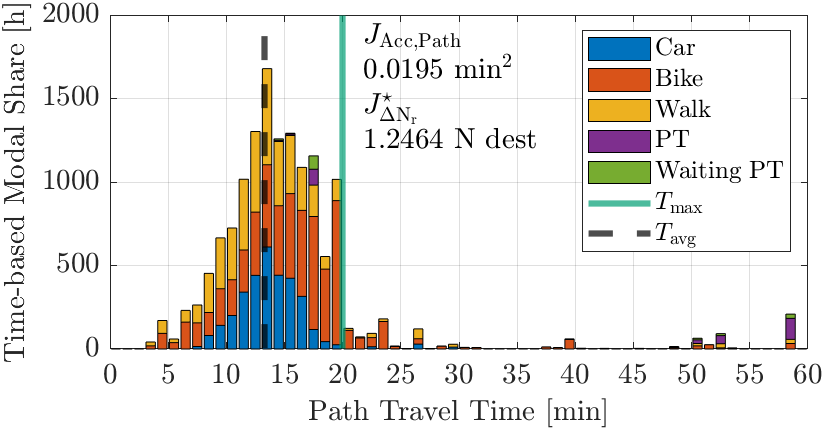 2000
1500
1000
500
0
Time-based Modal Share [h]
J_Acc,Path
0.0195 min²
J*_ΔN_r
1.2464 N dest
Car
Bike
Walk
PT
Waiting PT
T_max
T_avg
0 5 10 15 20 25 30 35 40 45 50 55 60
Path Travel Time [min]